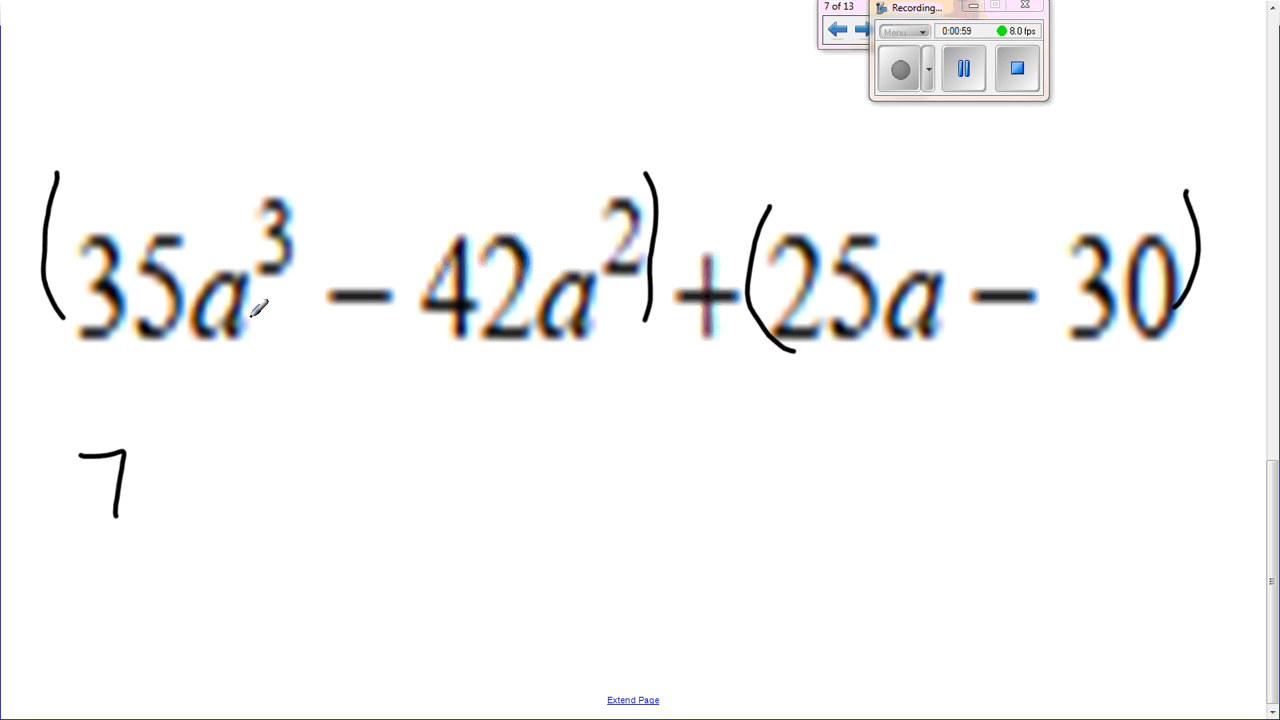 7 of 13
Recording...
Menu
0:00:59
8.0 fps
(35a³ − 42a²) + (25a − 30)
7
Extend Page